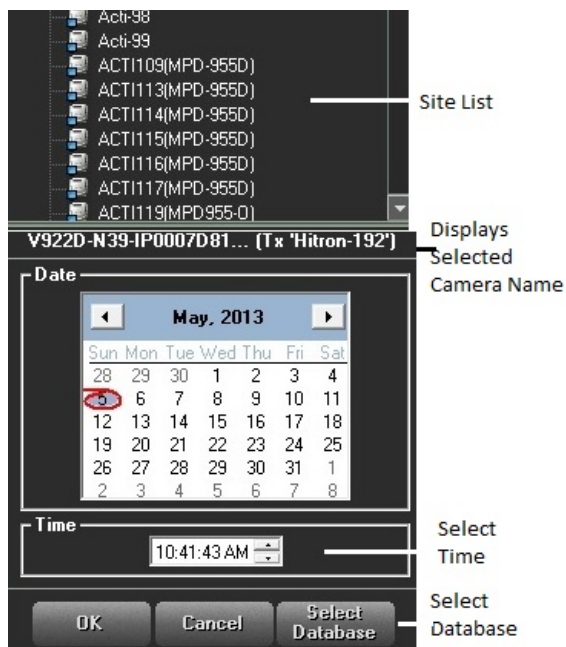 Acti-98
Acti-99
ACTI109(MPD-955D)
ACTI113(MPD-955D)
ACTI114(MPD-955D)
ACTI115(MPD-955D)
ACTI116(MPD-955D)
ACTI117(MPD-955D)
ACTI119(MPD955-O)
Site List
V922D-N39-IP0007D81... (Tx 'Hitron-192')
Displays
Selected
Camera Name
Date
May, 2013
Sun Mon Tue Wed Thu Fri Sat
28 29 30 1 2 3 4
5 6 7 8 9 10 11
12 13 14 15 16 17 18
19 20 21 22 23 24 25
26 27 28 29 30 31 1
2 3 4 5 6 7 8
Time
10:41:43 AM
Select
Time
OK Cancel Select
Database
Select
Database